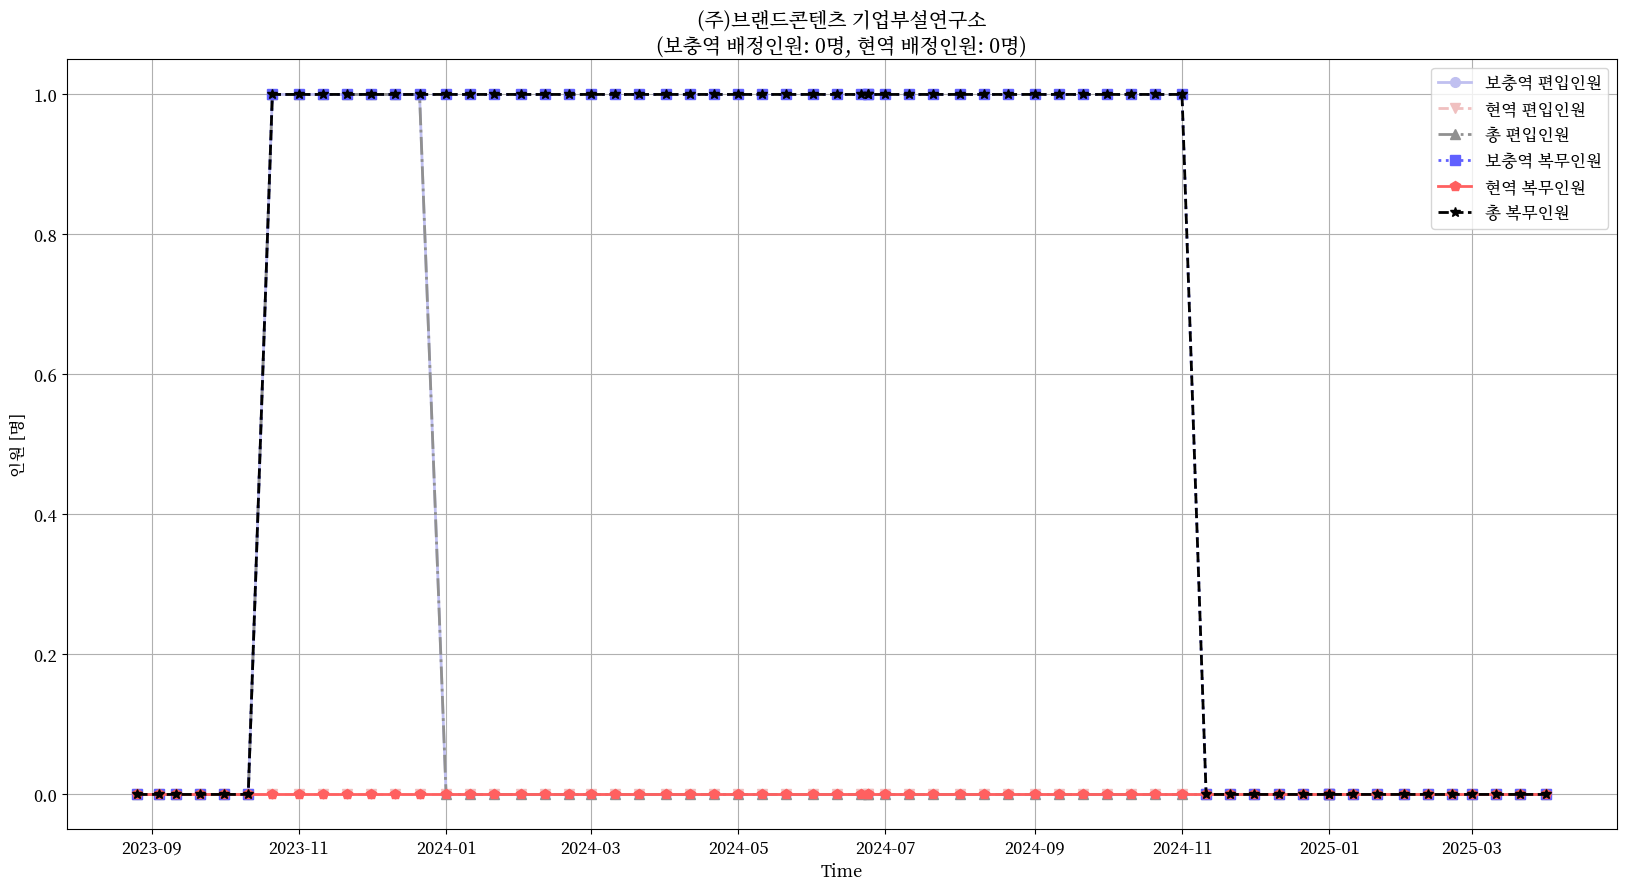 (주)브랜드콘텐츠 기업부설연구소
(보충역 배정인원: 0명, 현역 배정인원: 0명)
보충역 편입인원
현역 편입인원
총 편입인원
보충역 복무인원
현역 복무인원
총 복무인원
인원 [명]
1.0
0.8
0.6
0.4
0.2
0.0
2023-09 2023-11 2024-01 2024-03 2024-05 2024-07 2024-09 2024-11 2025-01 2025-03
Time